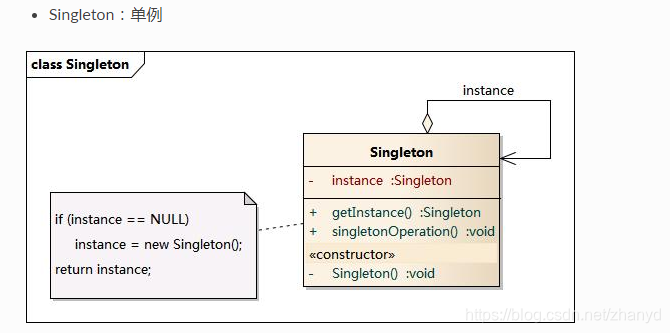 Singleton：单例
class Singleton
instance
Singleton
- instance :Singleton
+ getInstance() :Singleton
+ singletonOperation() :void
«constructor»
- Singleton() :void
if (instance == NULL)
instance = new Singleton();
return instance;
https://blog.csdn.net/zhanyd